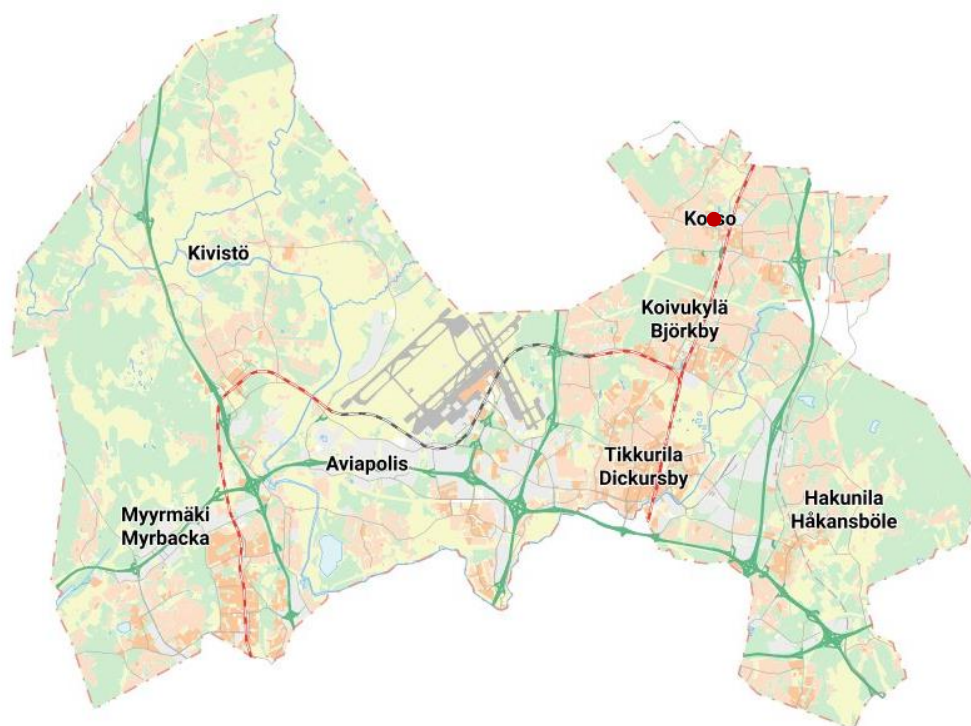 Kivistö
Koivukylä
Björkby
Aviapolis
Tikkurila
Dickursby
Myyrmäki
Myrbacka
Hakunila
Håkansböle